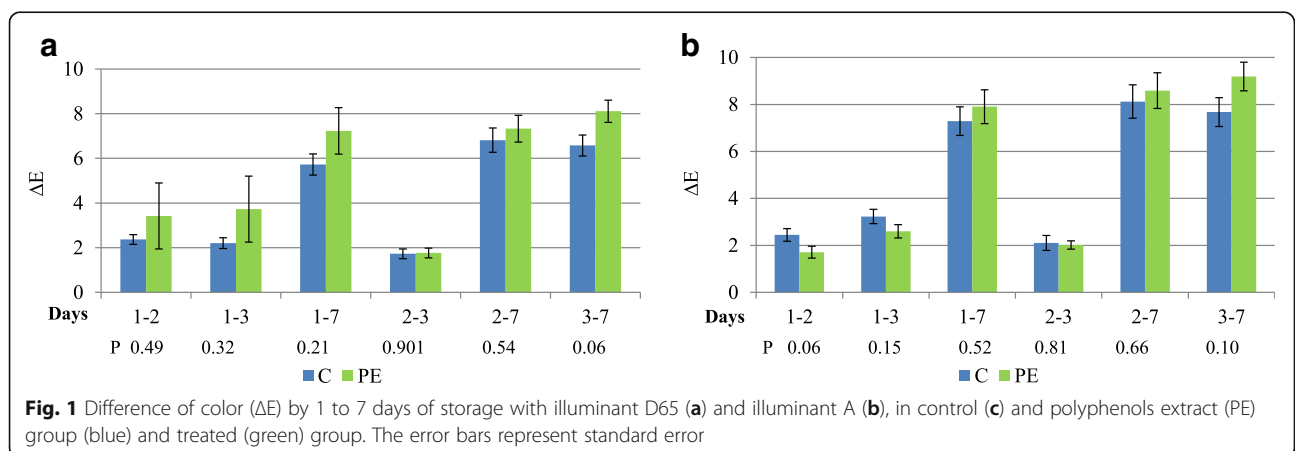 a
10
8
6
4
2
0
ΔE
Days 1-2 1-3 1-7 2-3 2-7 3-7
P 0.49 0.32 0.21 0.901 0.54 0.06
C PE
b
10
8
6
4
2
0
ΔE
Days 1-2 1-3 1-7 2-3 2-7 3-7
P 0.06 0.15 0.52 0.81 0.66 0.10
C PE
Fig. 1 Difference of color (ΔE) by 1 to 7 days of storage with illuminant D65 (a) and illuminant A (b), in control (c) and polyphenols extract (PE)
group (blue) and treated (green) group. The error bars represent standard error